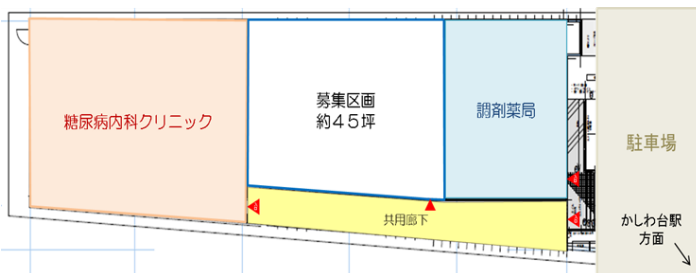 糖尿病内科クリニック
募集区画
約45坪
調剤薬局
駐車場
共用廊下
かしわ台駅
方面